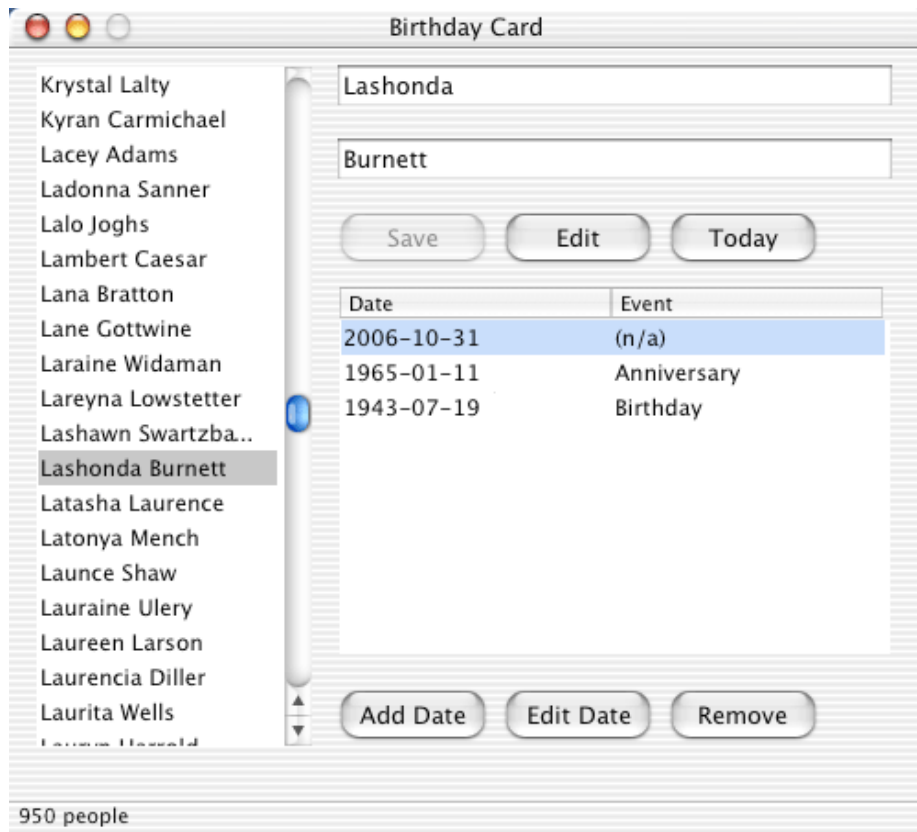 Birthday Card
Krystal Lalty
Kyran Carmichael
Lacey Adams
Ladonna Sanner
Lalo Joghs
Lambert Caesar
Lana Bratton
Lane Gottwine
Laraine Widaman
Lareyna Lowstetter
Lashawn Swartzba...
Lashonda Burnett
Latasha Laurence
Latonya Mench
Launce Shaw
Lauraine Ulery
Laureen Larson
Laurencia Diller
Laurita Wells
Lashonda
Burnett
Save Edit Today
Date Event
2006-10-31 (n/a)
1965-01-11 Anniversary
1943-07-19 Birthday
Add Date Edit Date Remove
950 people